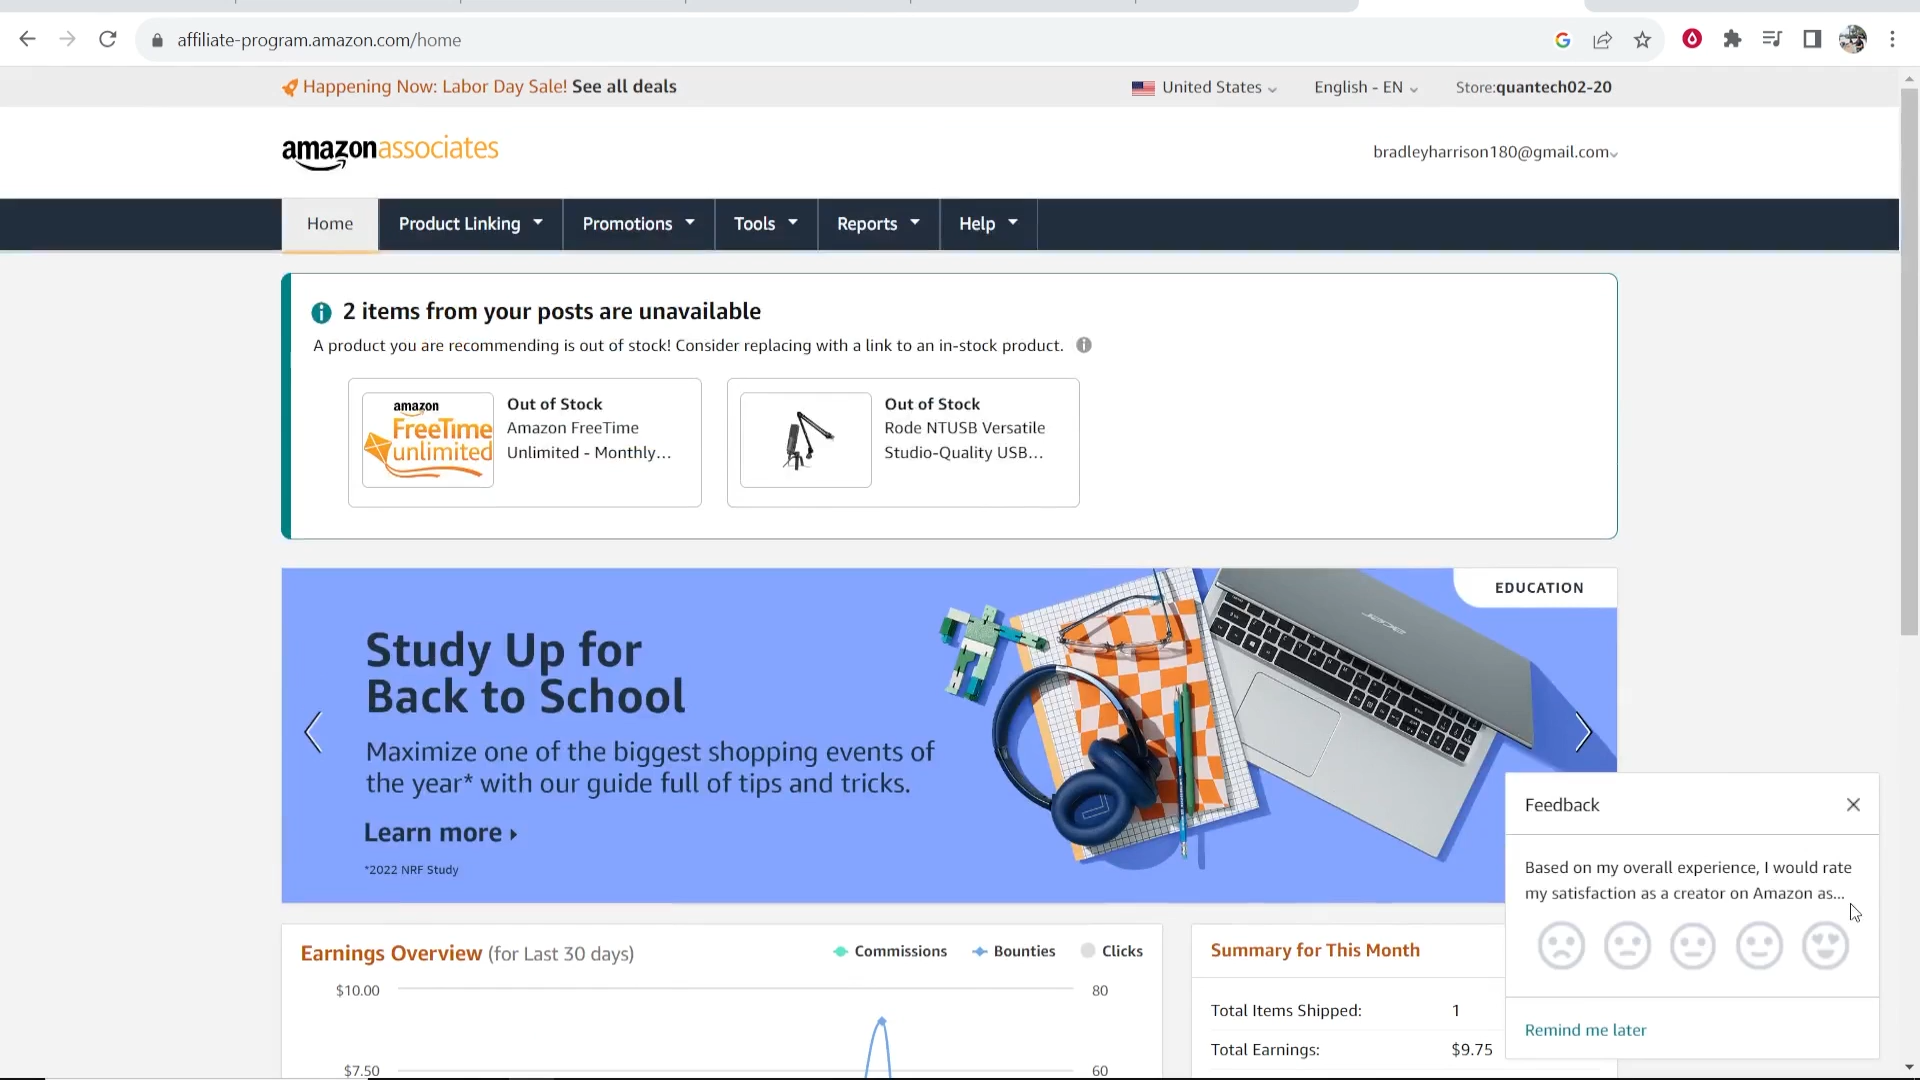 affiliate-program.amazon.com/home
Happening Now: Labor Day Sale! See all deals
United States
English - EN
Store:quantech02-20
amazonassociates
bradleyharrison180@gmail.com
Home
Product Linking
Promotions
Tools
Reports
Help
2 items from your posts are unavailable
A product you are recommending is out of stock! Consider replacing with a link to an in-stock product.
amazon
FreeTime
unlimited
Out of Stock
Amazon FreeTime
Unlimited - Monthly...
Out of Stock
Rode NTUSB Versatile
Studio-Quality USB...
EDUCATION
Study Up for
Back to School
Maximize one of the biggest shopping events of
the year* with our guide full of tips and tricks.
Learn more
*2022 NRF Study
acer
Feedback
Based on my overall experience, I would rate
my satisfaction as a creator on Amazon as...
Remind me later
Earnings Overview (for Last 30 days)
Commissions
Bounties
Clicks
$10.00
80
$7.50
60
Summary for This Month
Total Items Shipped: 1
Total Earnings: $9.75